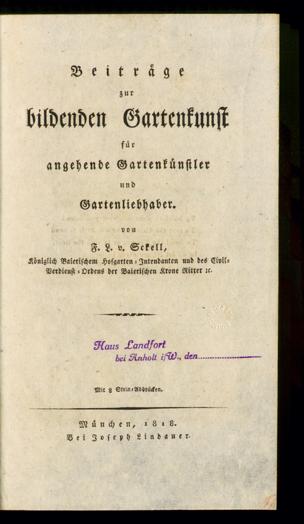 Beiträge
zur
bildenden Gartenkunst
für
angehende Gartenkünstler
und
Gartenliebhaber.
von
F. L. v. Sckell,
Königlich Baierischem Hofgarten-Intendanten und des Civil-
Verdienst-Ordens der Baierischen Krone Ritter ꝛc.
Haus Landfort
bei Anholt i/W., den
Mit 8 Stein-Abdrücken.
München, 1818.
Bei Joseph Lindauer.